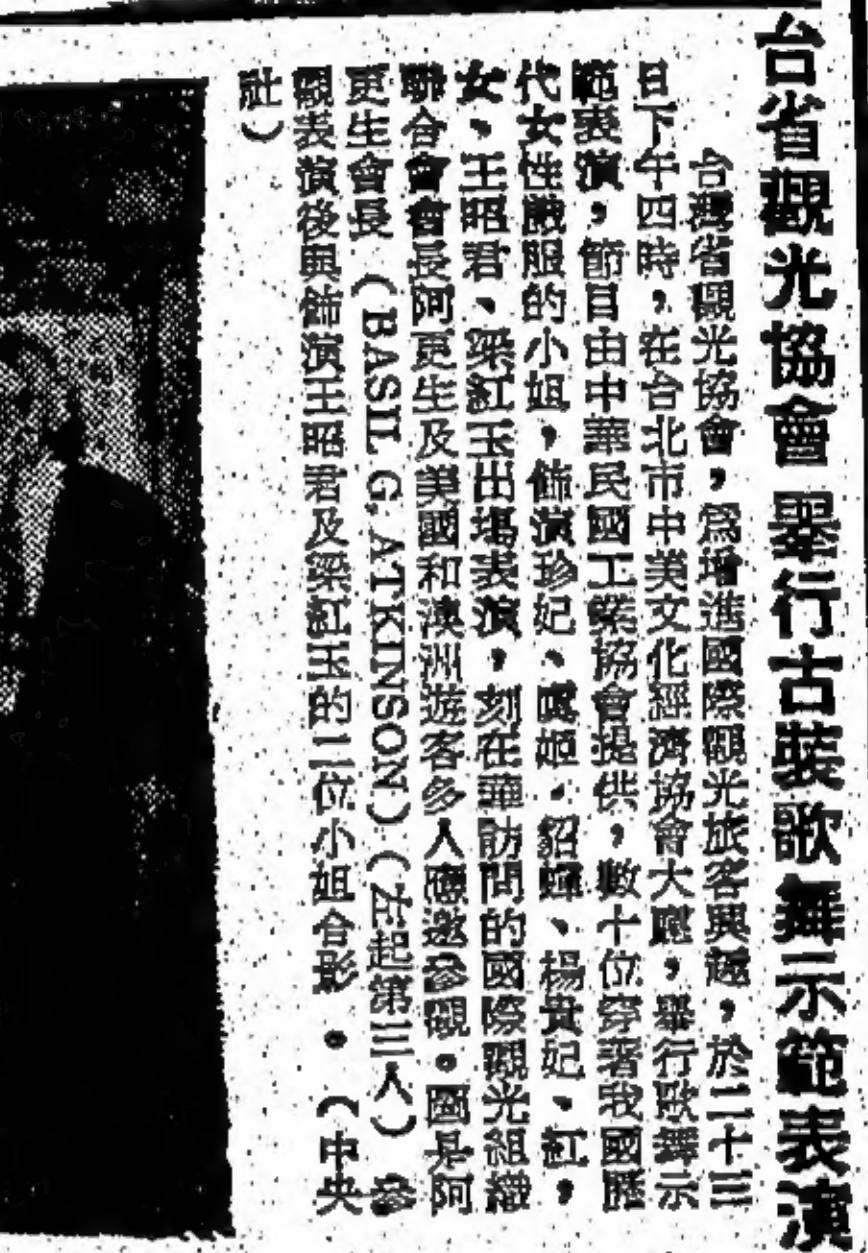 台省觀光協會 舉行古裝歌舞示範表演
台灣省觀光協會，爲增進國際觀光旅客興趣，於二十三
日下午四時，在台北市中美文化經濟協會大廳，舉行歌舞示
範表演，節目由中華民國工業協會提供，數十位穿著我國歷
代女性服的小姐，飾演珍妃、虞姬、貂蟬、楊貴妃、紅，
女、王昭君、梁紅玉出場表演，刻在華訪問的國際觀光組織
聯合會會長阿更生及美國和澳洲遊客多人應邀參觀。圖是阿
更生會長（BASIL G. ATKINSON）（左起第三人）參
觀表演後與飾演王昭君及梁紅玉的二位小姐合影。（中央
社）